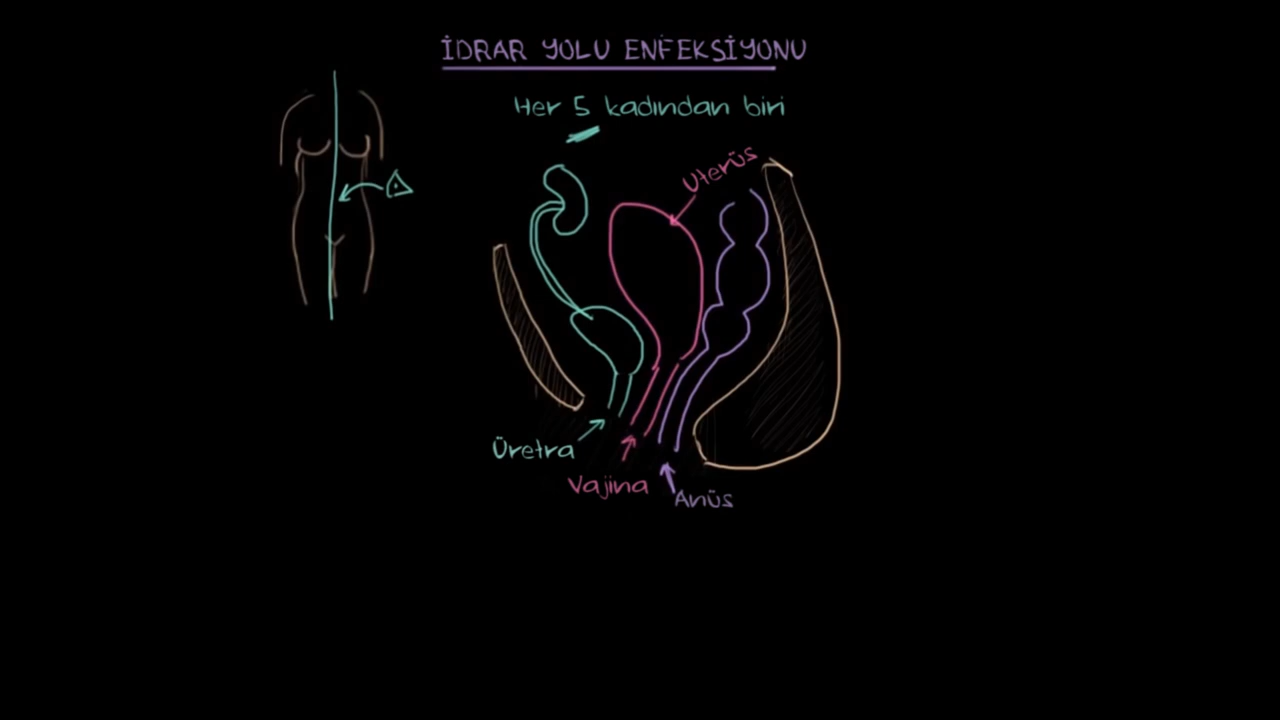 İDRAR YOLU ENFEKSİYONU
Her 5 kadından biri
Uterüs
Üretra
Vajina
Anüs